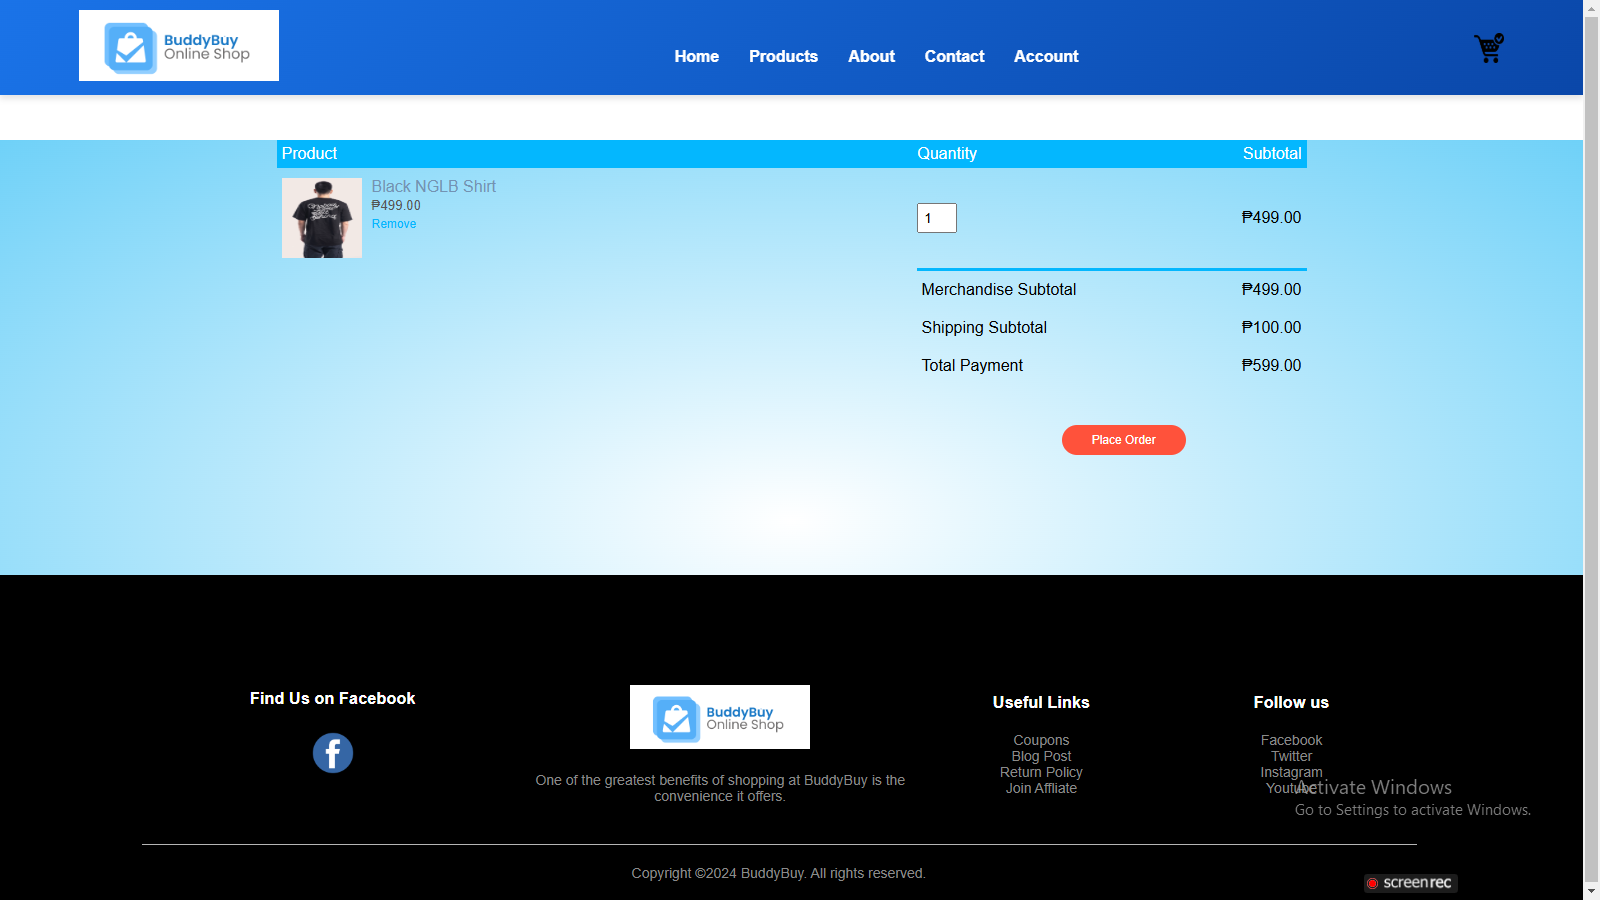 BuddyBuy
Online Shop
Home Products About Contact Account
Product Quantity Subtotal
Black NGLB Shirt
₱499.00
Remove
1
₱499.00
Merchandise Subtotal ₱499.00
Shipping Subtotal ₱100.00
Total Payment ₱599.00
Place Order
Find Us on Facebook
BuddyBuy
Online Shop
One of the greatest benefits of shopping at BuddyBuy is the
convenience it offers.
Useful Links
Coupons
Blog Post
Return Policy
Join Affliate
Follow us
Facebook
Twitter
Instagram
Youtube
Activate Windows
Go to Settings to activate Windows.
Copyright ©2024 BuddyBuy. All rights reserved.
screenrec